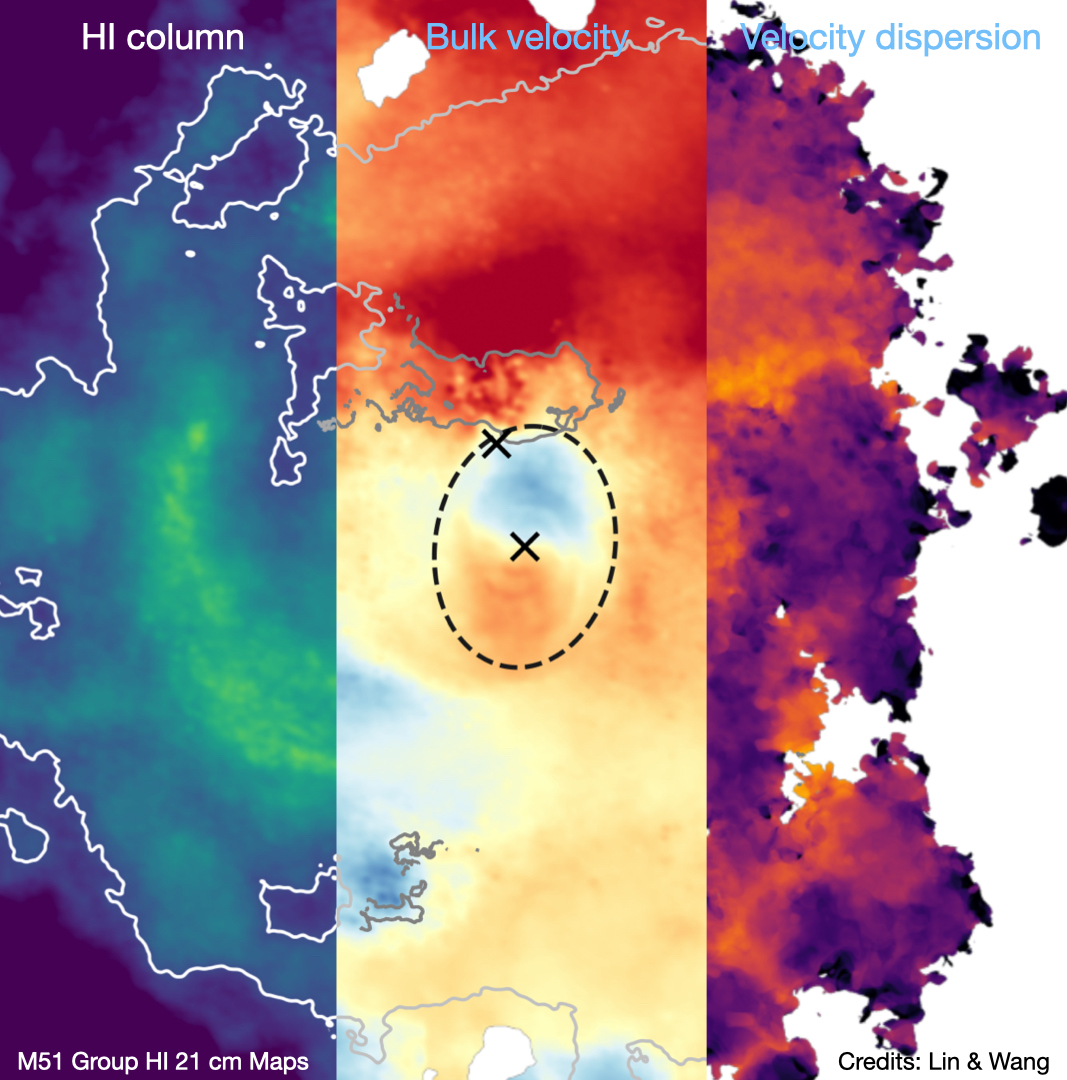 HI column
Bulk velocity
Velocity dispersion
M51 Group HI 21 cm Maps
Credits: Lin & Wang